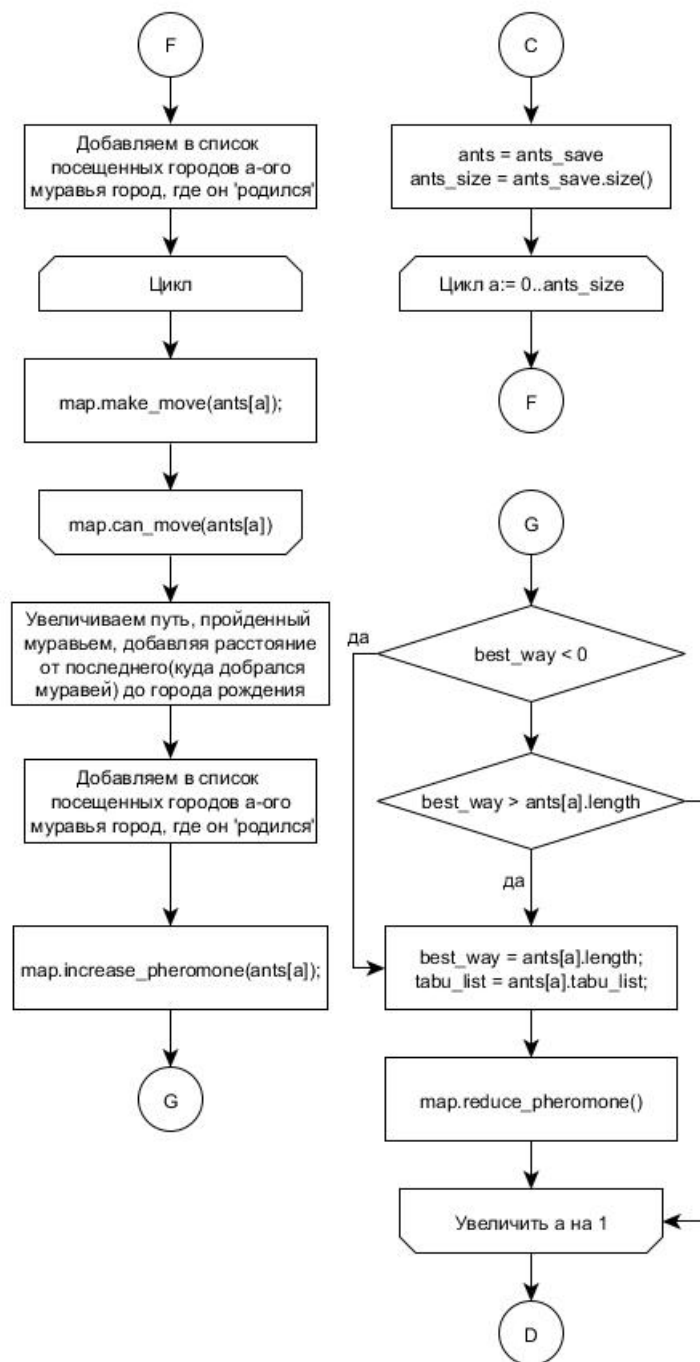 F
Добавляем в список
посещенных городов а-ого
муравья город, где он 'родился'
Цикл
map.make_move(ants[a]);
map.can_move(ants[a])
Увеличиваем путь, пройденный
муравьем, добавляя расстояние
от последнего(куда добрался
муравей) до города рождения
Добавляем в список
посещенных городов а-ого
муравья город, где он 'родился'
map.increase_pheromone(ants[a]);
G
C
ants = ants_save
ants_size = ants_save.size()
Цикл a:= 0..ants_size
F
G
да
best_way < 0
best_way > ants[a].length
да
best_way = ants[a].length;
tabu_list = ants[a].tabu_list;
map.reduce_pheromone()
Увеличить а на 1
D